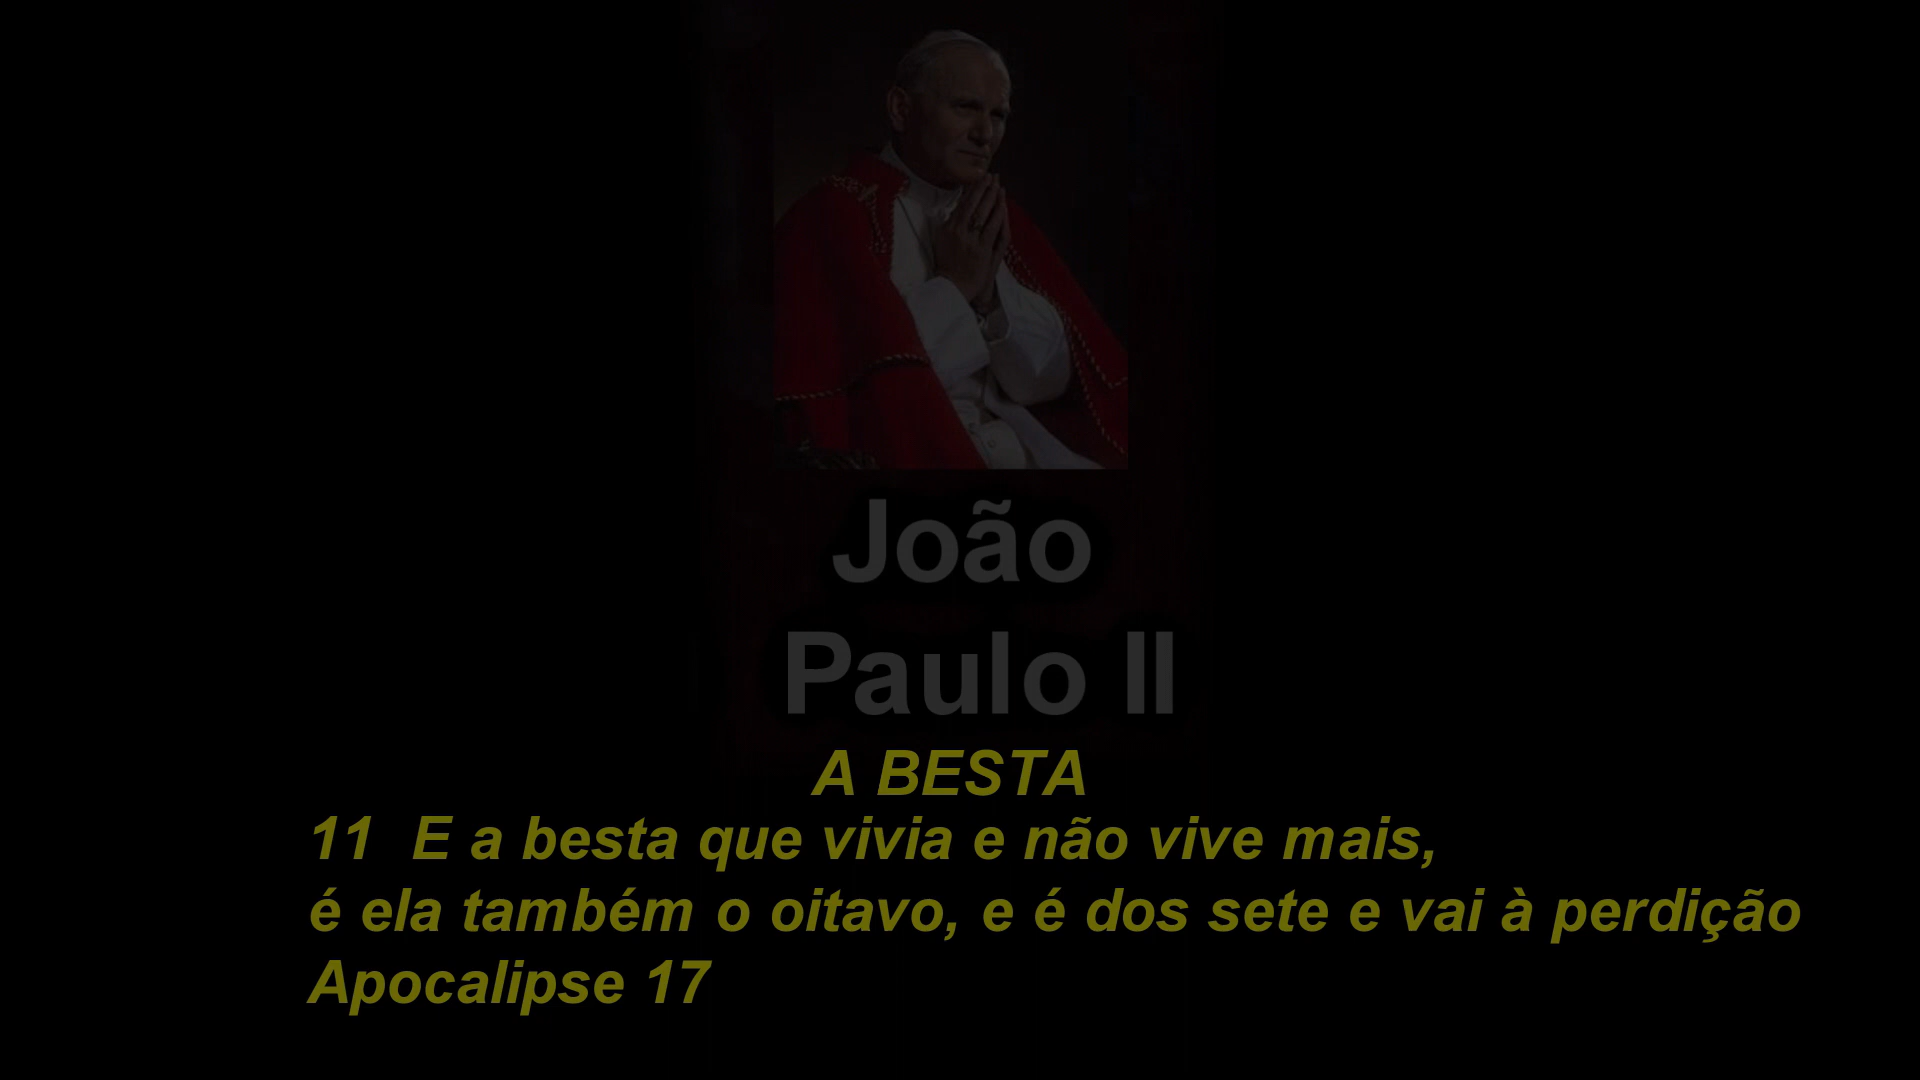 João
Paulo II
A BESTA
11 E a besta que vivia e não vive mais,
é ela também o oitavo, e é dos sete e vai à perdição
Apocalipse 17